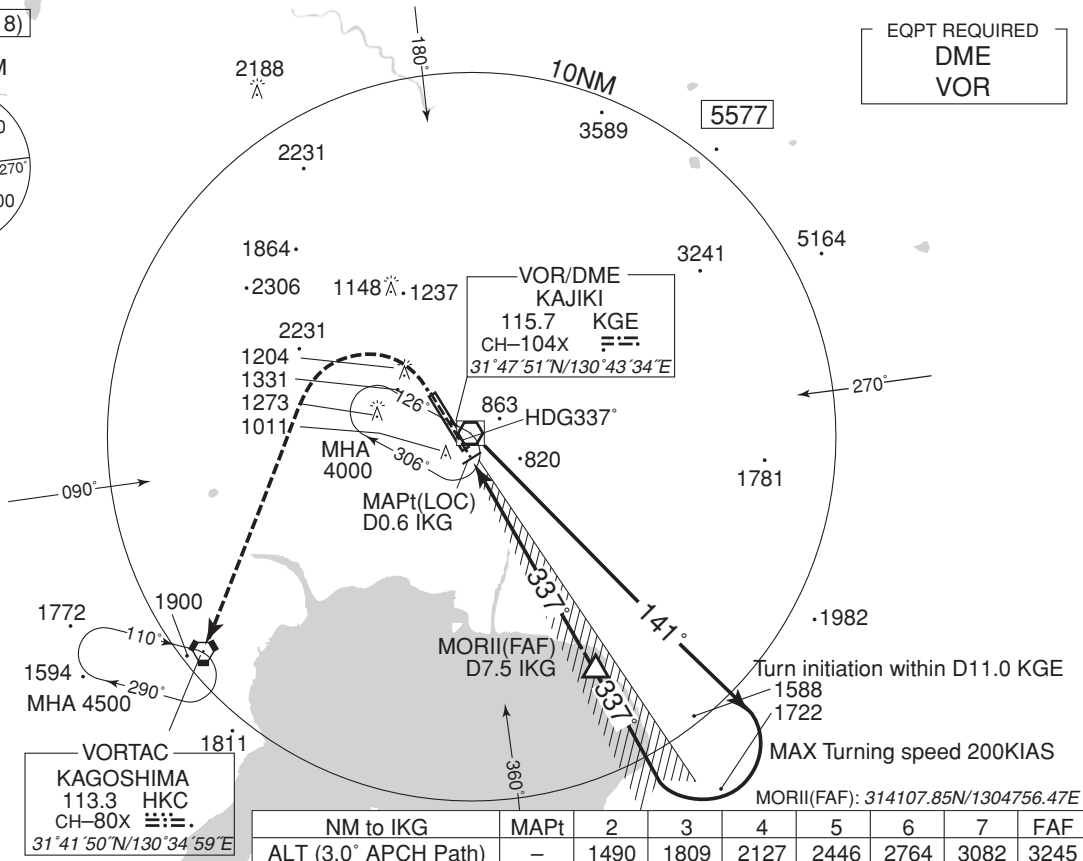 8)
M
0
270°
00
EQPT REQUIRED
DME
VOR
180°
2188
10NM
5577
3589
2231
1864
3241
5164
2306
1148
1237
VOR/DME
KAJIKI
115.7 KGE
CH–104X
31°47´51˝N/130°43´34˝E
2231
1204
1331
1273
1011
126°
306°
MHA
4000
863
HDG337°
820
270°
1781
090°
MAPt(LOC)
D0.6 IKG
337°
141°
1772
1900
110°
1594
290°
MHA 4500
1982
MORII(FAF)
D7.5 IKG
337°
Turn initiation within D11.0 KGE
1588
1722
1811
MAX Turning speed 200KIAS
360°
VORTAC
KAGOSHIMA
113.3 HKC
CH–80X
31°41´50˝N/130°34´59˝E
MORII(FAF): 314107.85N/1304756.47E
NM to IKG MAPt 2 3 4 5 6 7 FAF
ALT (3.0° APCH Path) – 1490 1809 2127 2446 2764 3082 3245